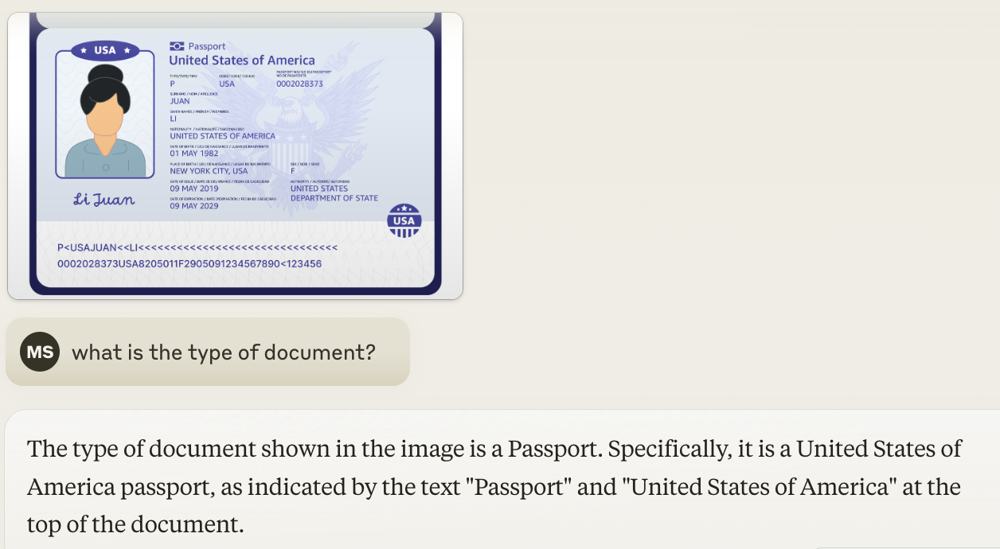 USA
Passport
United States of America
TYPE/TYPE/TIPO CODE/ CODE/ CODIGO PASSPORT NO/ NO DU PASSPORT
NO DE PASAPORTE
P USA 0002028373
SURNAME / NOM / APELLIDOS
JUAN
GIVEN NAMES / PRÉNOM / NOMBRES
LI
NATIONALITY / NATIONALITÉ / NACIONALIDAD
UNITED STATES OF AMERICA
DATE OF BIRTH / LIEU DE NAISSANCE / LUGAR DE NACIMIENTO
01 MAY 1982
PLACE OF BIRTH / LIEU DE NAISSANCE / LUGAR DE NACIMIENTO SEX / SEXE / SEXO
NEW YORK CITY, USA F
DATE OF ISSUE / DATE DE DÉLIVRANCE / FECHA DE CADUCIDAD AUTHORITY / AUTORITÉ/ AUTORIDAD
09 MAY 2019 UNITED STATES
DATE OF EXPIRATION / DATE D'EXPIRATION / FECHA DE CADUCIDAD DEPARTMENT OF STATE
09 MAY 2029
Li Juan
USA
P<USAJUAN<<LI<<<<<<<<<<<<<<<<<<<<<<<<<<<<<<<
0002028373USA8205011F2905091234567890<123456
MS what is the type of document?
The type of document shown in the image is a Passport. Specifically, it is a United States of
America passport, as indicated by the text "Passport" and "United States of America" at the
top of the document.